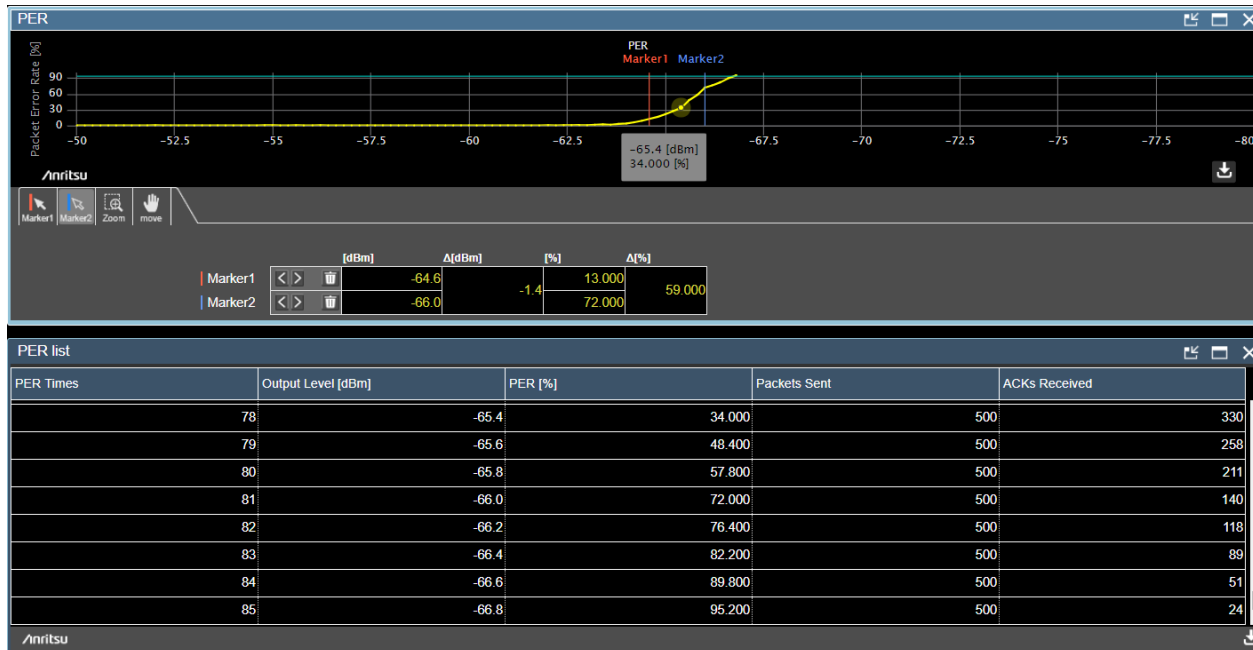 PER
PER
Marker1 Marker2
Packet Error Rate [%]
90
60
30
0
-50 -52.5 -55 -57.5 -60 -62.5 -67.5 -70 -72.5 -75 -77.5 -80
-65.4 [dBm]
34.000 [%]
Anritsu
Marker1 Marker2 Zoom move
[dBm] Δ[dBm] [%] Δ[%]
Marker1 < > -64.6 -1.4 13.000 59.000
Marker2 < > -66.0 72.000
PER list
PER Times Output Level [dBm] PER [%] Packets Sent ACKs Received
78 -65.4 34.000 500 330
79 -65.6 48.400 500 258
80 -65.8 57.800 500 211
81 -66.0 72.000 500 140
82 -66.2 76.400 500 118
83 -66.4 82.200 500 89
84 -66.6 89.800 500 51
85 -66.8 95.200 500 24
Anritsu